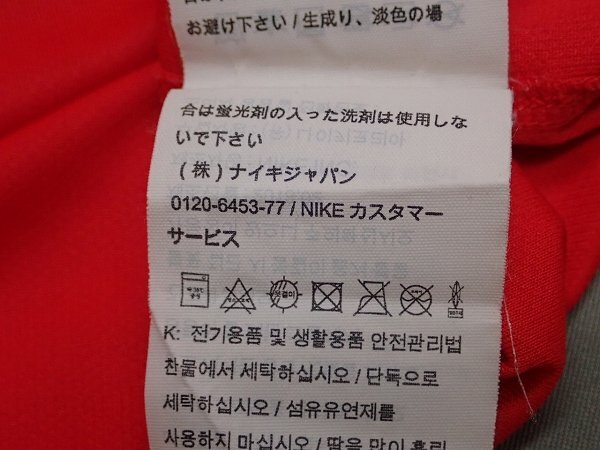 お避け下さい / 生成り、淡色の場
合は蛍光剤の入った洗剤は使用しな
いで下さい
(株) ナイキジャパン
0120-6453-77 / NIKE カスタマー
サービス
옷걸이
K: 전기용품 및 생활용품 안전관리법
찬물에서 세탁하십시오 / 단독으로
세탁하십시오 / 섬유유연제를
사용하지 마십시오 / 땀을 많이 흘린